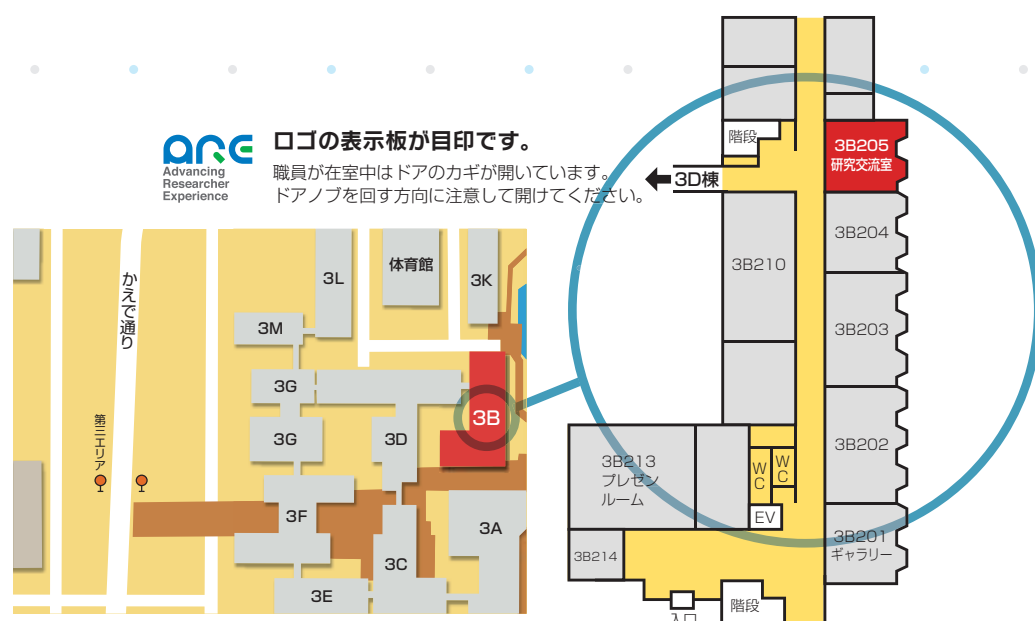 are
Advancing
Researcher
Experience
ロゴの表示板が目印です。
職員が在室中はドアのカギが開いています。
ドアノブを回す方向に注意して開けてください。
かえで通り
第三エリア
3L
体育館
3K
3M
3G
3G
3D
3B
3F
3A
3C
3E
階段
3D棟
3B205
研究交流室
3B204
3B210
3B203
3B202
3B213
プレゼン
ルーム
WC
WC
EV
3B201
ギャラリー
3B214
階段
入口